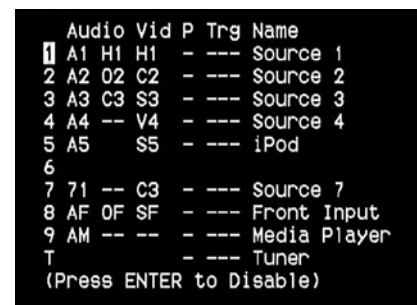 Audio Vid P Trg Name
1 A1 H1 H1 - --- Source 1
2 A2 O2 C2 - --- Source 2
3 A3 C3 S3 - --- Source 3
4 A4 -- V4 - --- Source 4
5 A5 S5 - --- iPod
6
7 71 -- C3 - --- Source 7
8 AF OF SF - --- Front Input
9 AM -- -- - --- Media Player
T - --- Tuner
(Press ENTER to Disable)